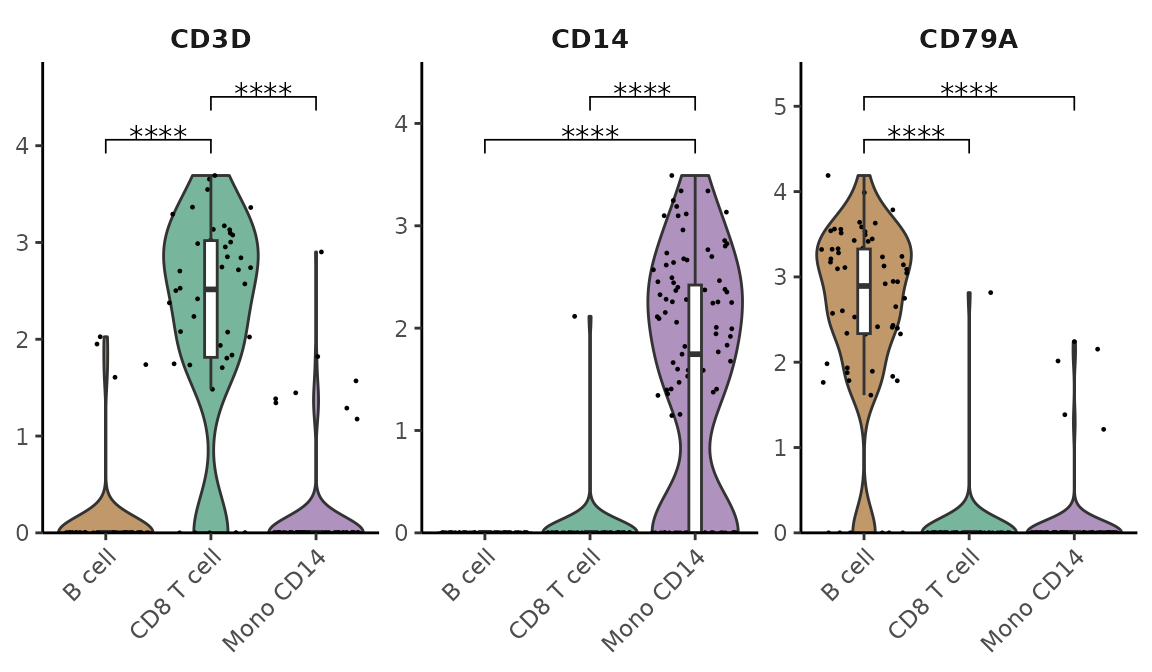 CD3D
CD14
CD79A
****
****
****
****
****
****
4
3
2
1
0
4
3
2
1
0
5
4
3
2
1
0
B cell
CD8 T cell
Mono CD14
B cell
CD8 T cell
Mono CD14
B cell
CD8 T cell
Mono CD14